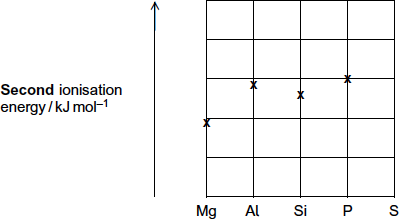 Second ionisation
energy / kJ mol–1
x x x x
Mg Al Si P S